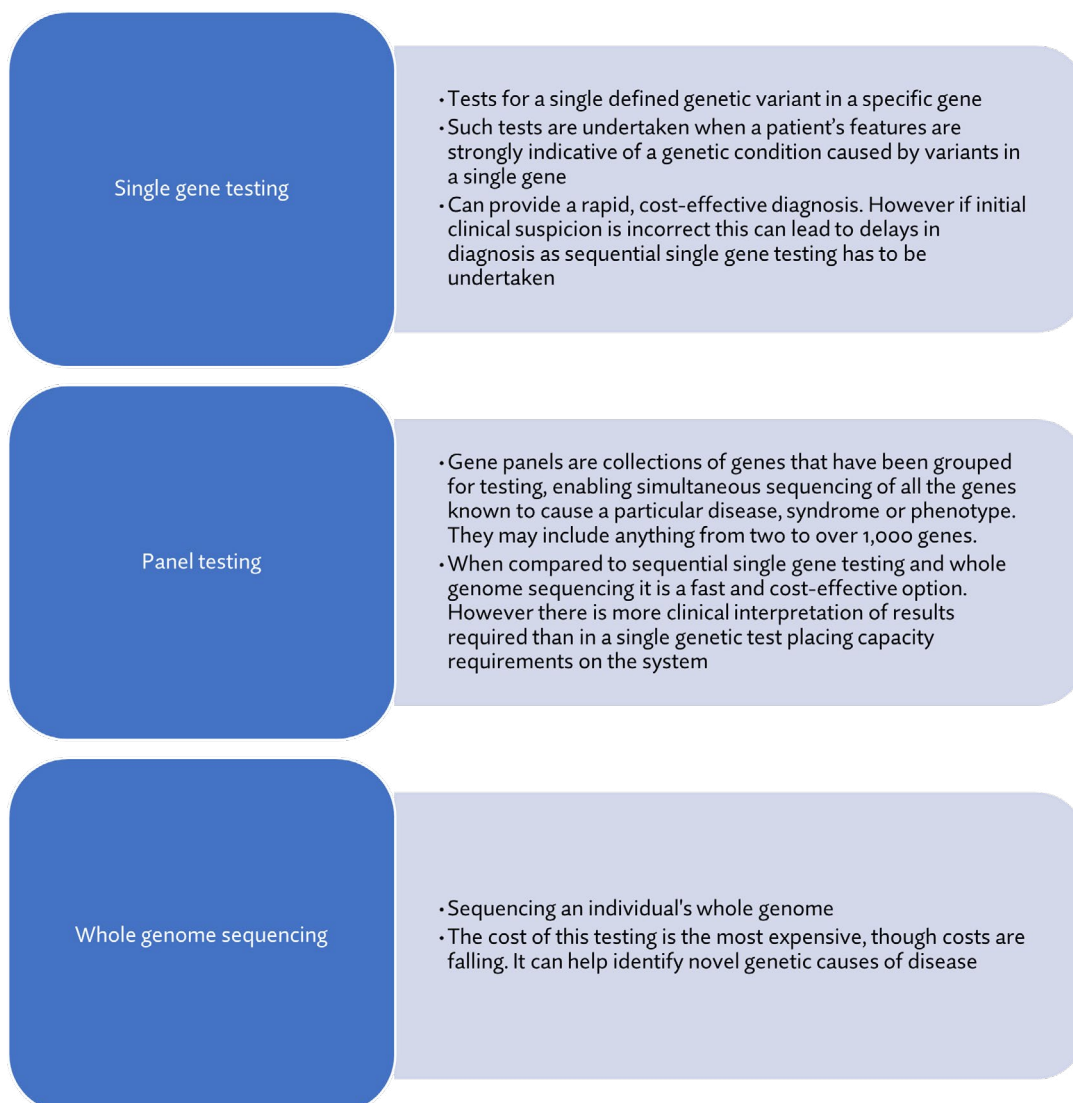 Single gene testing
•Tests for a single defined genetic variant in a specific gene
•Such tests are undertaken when a patient’s features are
strongly indicative of a genetic condition caused by variants in
a single gene
•Can provide a rapid, cost-effective diagnosis. However if initial
clinical suspicion is incorrect this can lead to delays in
diagnosis as sequential single gene testing has to be
undertaken
Panel testing
•Gene panels are collections of genes that have been grouped
for testing, enabling simultaneous sequencing of all the genes
known to cause a particular disease, syndrome or phenotype.
They may include anything from two to over 1,000 genes.
•When compared to sequential single gene testing and whole
genome sequencing it is a fast and cost-effective option.
However there is more clinical interpretation of results
required than in a single genetic test placing capacity
requirements on the system
Whole genome sequencing
•Sequencing an individual's whole genome
•The cost of this testing is the most expensive, though costs are
falling. It can help identify novel genetic causes of disease